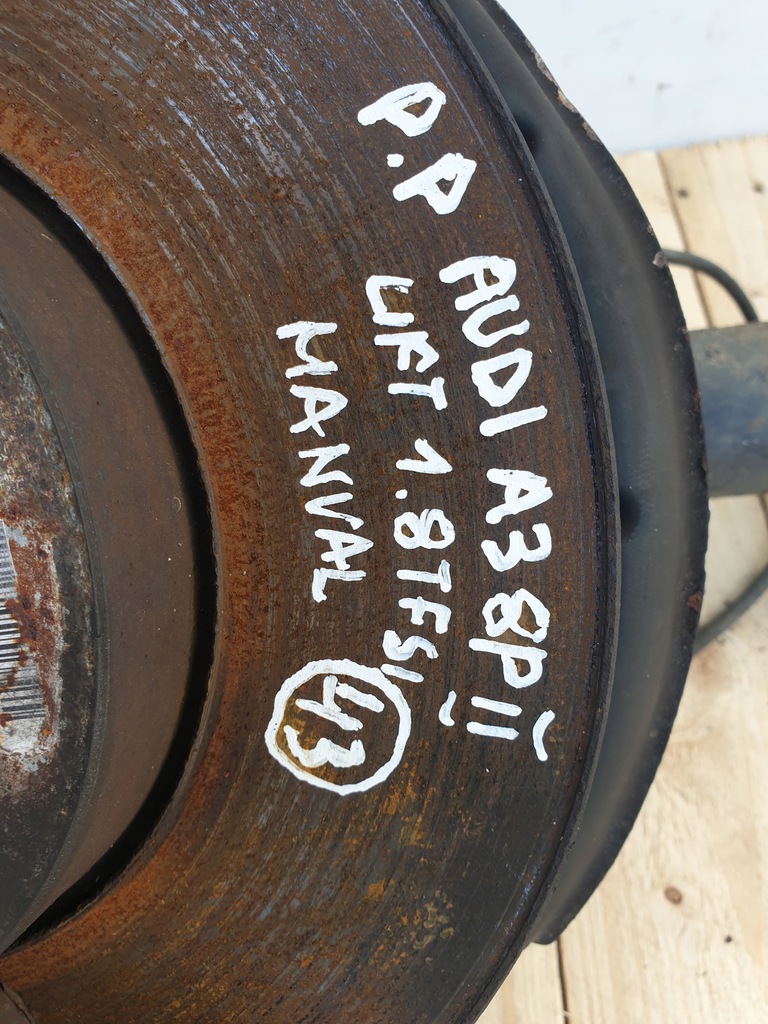 P.P AUDI A3 8P II
LIFT 1.8TFSI
MANUAL
43